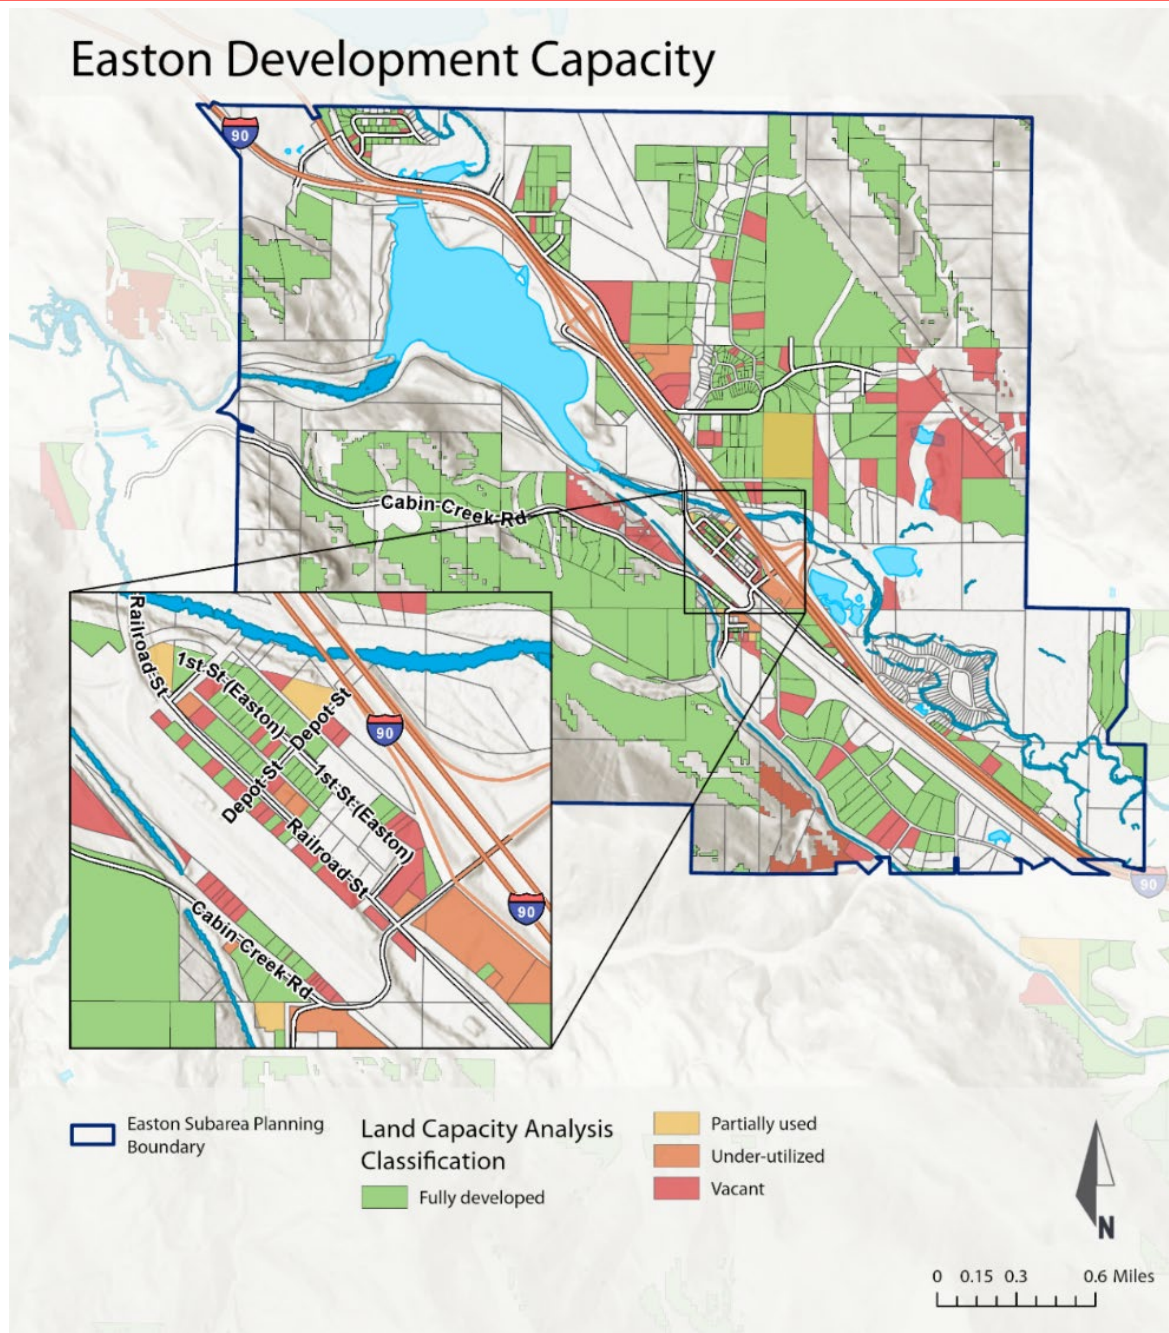 Easton Development Capacity
90
Cabin Creek Rd
Railroad St
1st St (Easton)
Depot St
90
Depot St
1st St (Easton)
Railroad St
90
90
Cabin Creek Rd
Easton Subarea Planning
Boundary
Land Capacity Analysis
Classification
Fully developed
Partially used
Under-utilized
Vacant
N
0 0.15 0.3 0.6 Miles